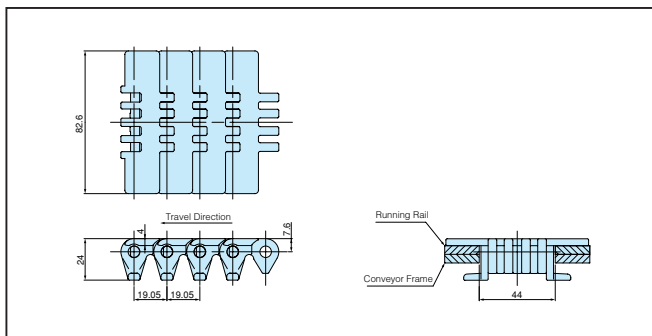 82.6
Travel Direction
4
7.6
24
19.05
19.05
Running Rail
Conveyor Frame
44